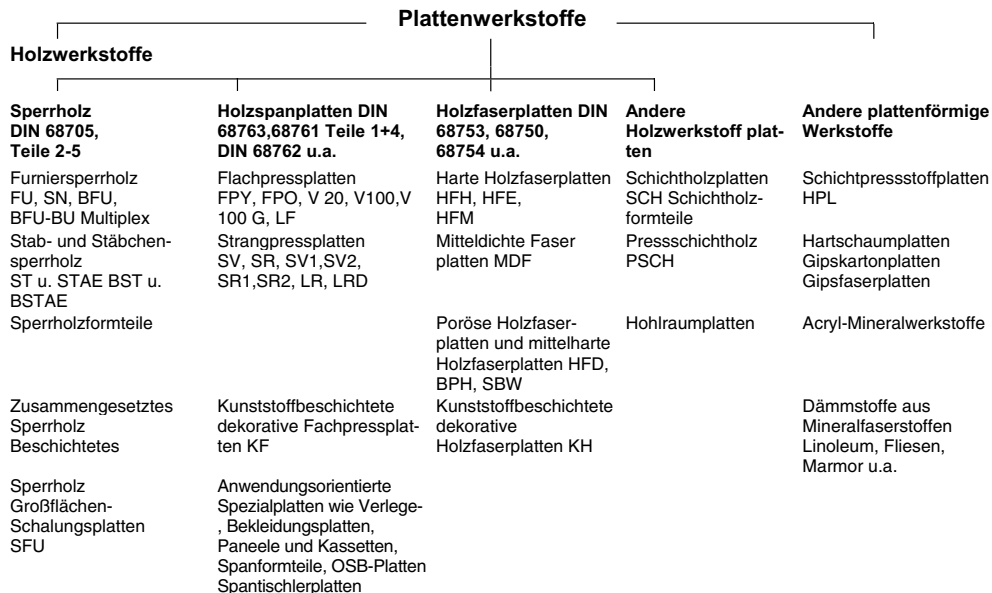 Plattenwerkstoffe
Holzwerkstoffe
Sperrholz
DIN 68705,
Teile 2-5
Furniersperrholz
FU, SN, BFU,
BFU-BU Multiplex
Stab- und Stäbchen-
sperrholz
ST u. STAE BST u.
BSTAE
Sperrholzformteile
Zusammengesetztes
Sperrholz
Beschichtetes
Sperrholz
Großflächen-
Schalungsplatten
SFU
Holzspanplatten DIN
68763,68761 Teile 1+4,
DIN 68762 u.a.
Flachpressplatten
FPY, FPO, V 20, V100,V
100 G, LF
Strangpressplatten
SV, SR, SV1,SV2,
SR1,SR2, LR, LRD
Kunststoffbeschichtete
dekorative Fachpressplat-
ten KF
Anwendungsorientierte
Spezialplatten wie Verlege-
, Bekleidungsplatten,
Paneele und Kassetten,
Spanformteile, OSB-Platten
Spantischlerplatten
Holzfaserplatten DIN
68753, 68750,
68754 u.a.
Harte Holzfaserplatten
HFH, HFE,
HFM
Mitteldichte Faser
platten MDF
Poröse Holzfaser-
platten und mittelharte
Holzfaserplatten HFD,
BPH, SBW
Kunststoffbeschichtete
dekorative
Holzfaserplatten KH
Andere
Holzwerkstoff plat-
ten
Schichtholzplatten
SCH Schichtholz-
formteile
Pressschichtholz
PSCH
Hohlraumplatten
Andere plattenförmige
Werkstoffe
Schichtpressstoffplatten
HPL
Hartschaumplatten
Gipskartonplatten
Gipsfaserplatten
Acryl-Mineralwerkstoffe
Dämmstoffe aus
Mineralfaserstoffen
Linoleum, Fliesen,
Marmor u.a.